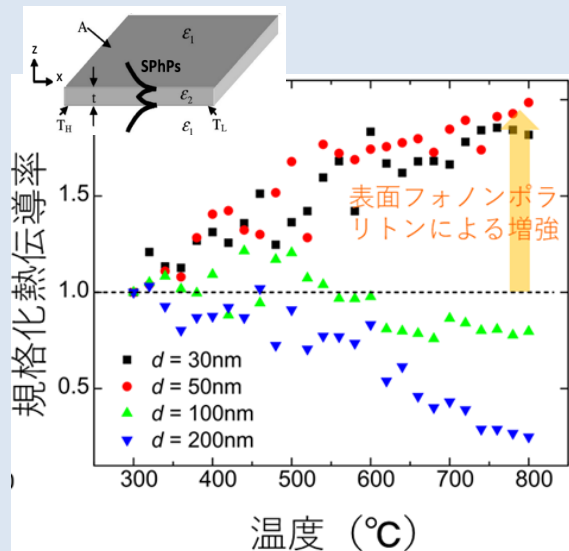 A
ε₁
z
x
SPhPs
t
ε₂
T_H
ε₁
T_L
規格化熱伝導率
1.5
1.0
0.5
表面フォノンポラ
リトンによる増強
d = 30nm
d = 50nm
d = 100nm
d = 200nm
300 400 500 600 700 800
温度（℃）